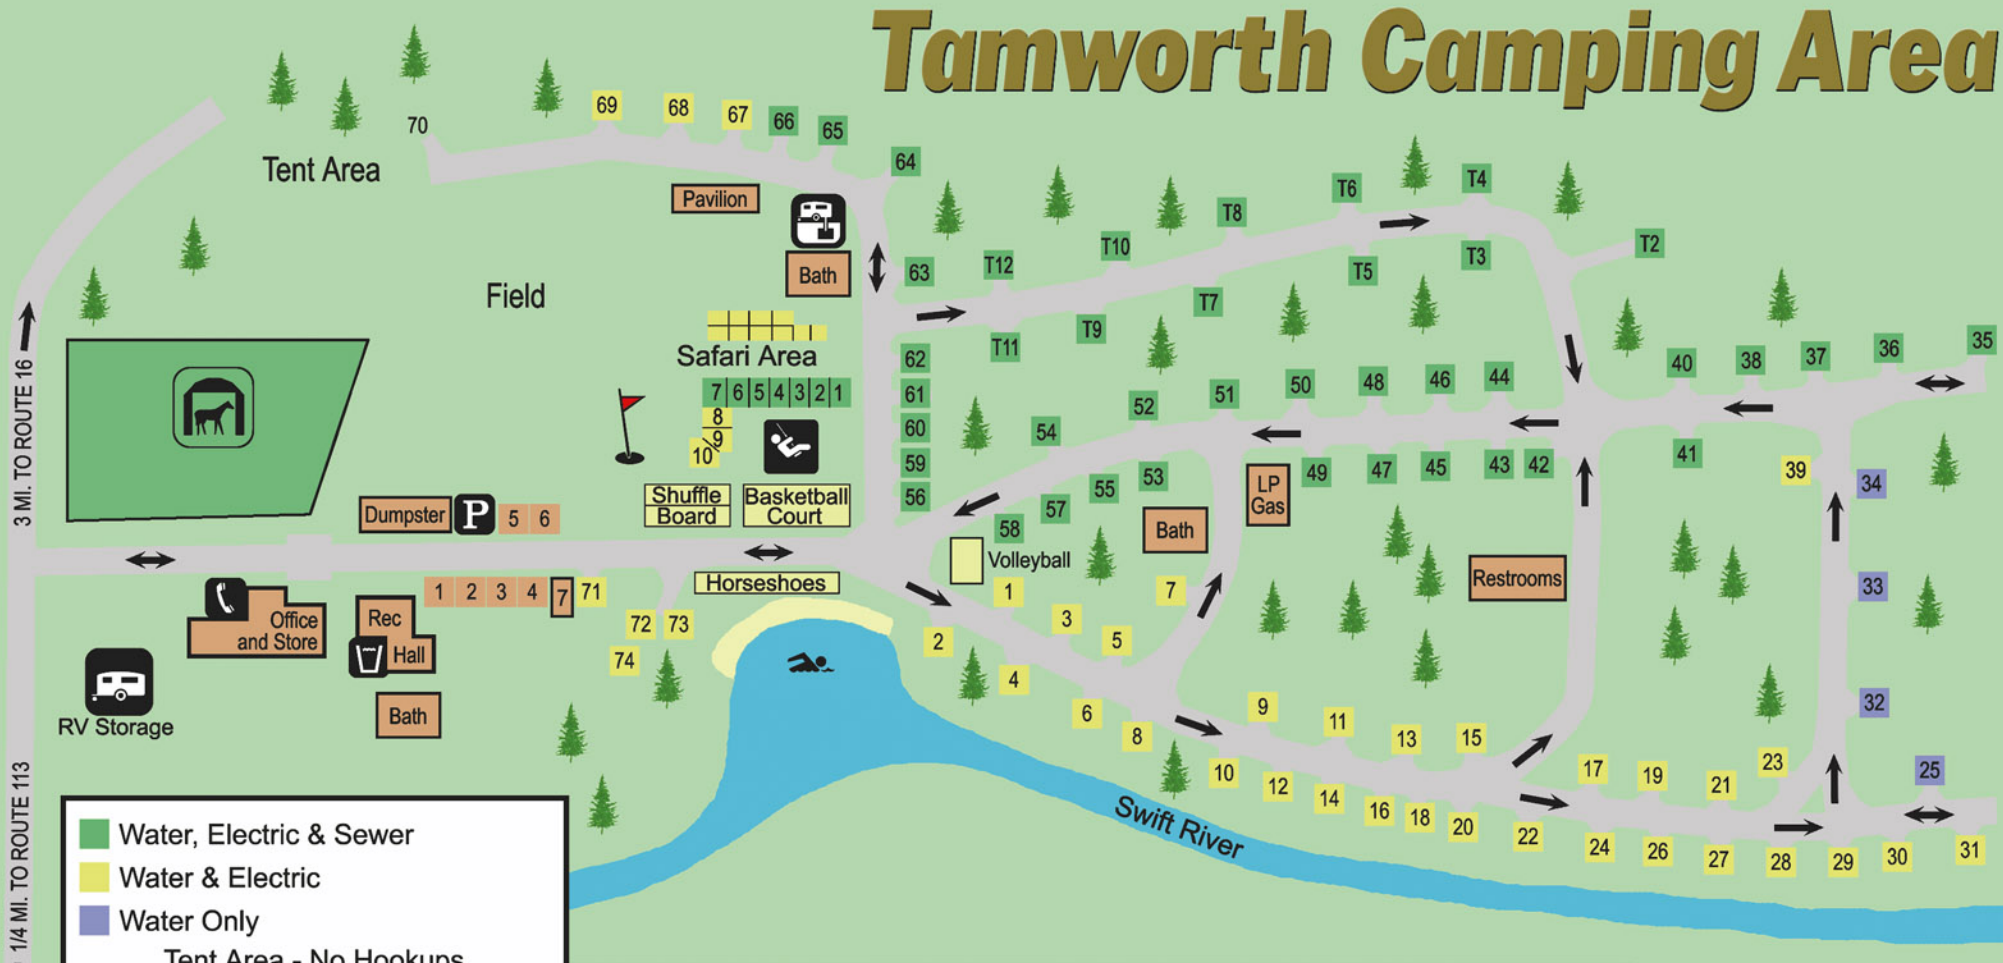 Tamworth Camping Area
69
68
67
66
65
70
64
Tent Area
Pavilion
T6
T4
T8
T2
T10
T3
T12
63
Bath
T5
T7
Field
T9
T11
Safari Area
62
40
38
37
36
35
7 6 5 4 3 2 1
61
54
52
51
50
48
46
44
8
9
10
60
59
56
41
39
34
53
49
47
45
43
42
55
57
58
LP
Gas
Shuffle
Board
Basketball
Court
Dumpster
P
5 6
Bath
Volleyball
Horseshoes
Restrooms
3 MI. TO ROUTE 16
1 2 3 4 7 71
72 73
74
Office
and Store
Rec
Hall
Bath
RV Storage
1
2
3
4
5
6
7
8
9
10
11
12
13
14
15
16
17
18
19
20
21
22
23
24
25
26
27
28
29
30
31
32
33
Swift River
1/4 MI. TO ROUTE 113
Water, Electric & Sewer
Water & Electric
Water Only
Tent Area - No Hookups